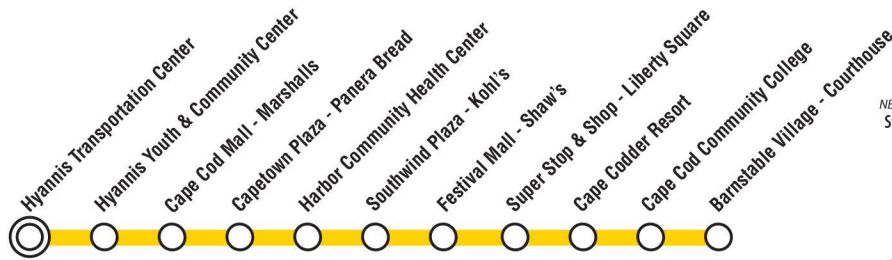 Hyannis Transportation Center
Hyannis Youth & Community Center
Cape Cod Mall - Marshalls
Capetown Plaza - Panera Bread
Harbor Community Health Center
Southwind Plaza - Kohl's
Festival Mall - Shaw's
Super Stop & Shop - Liberty Square
Cape Codder Resort
Cape Cod Community College
Barnstable Village - Courthouse